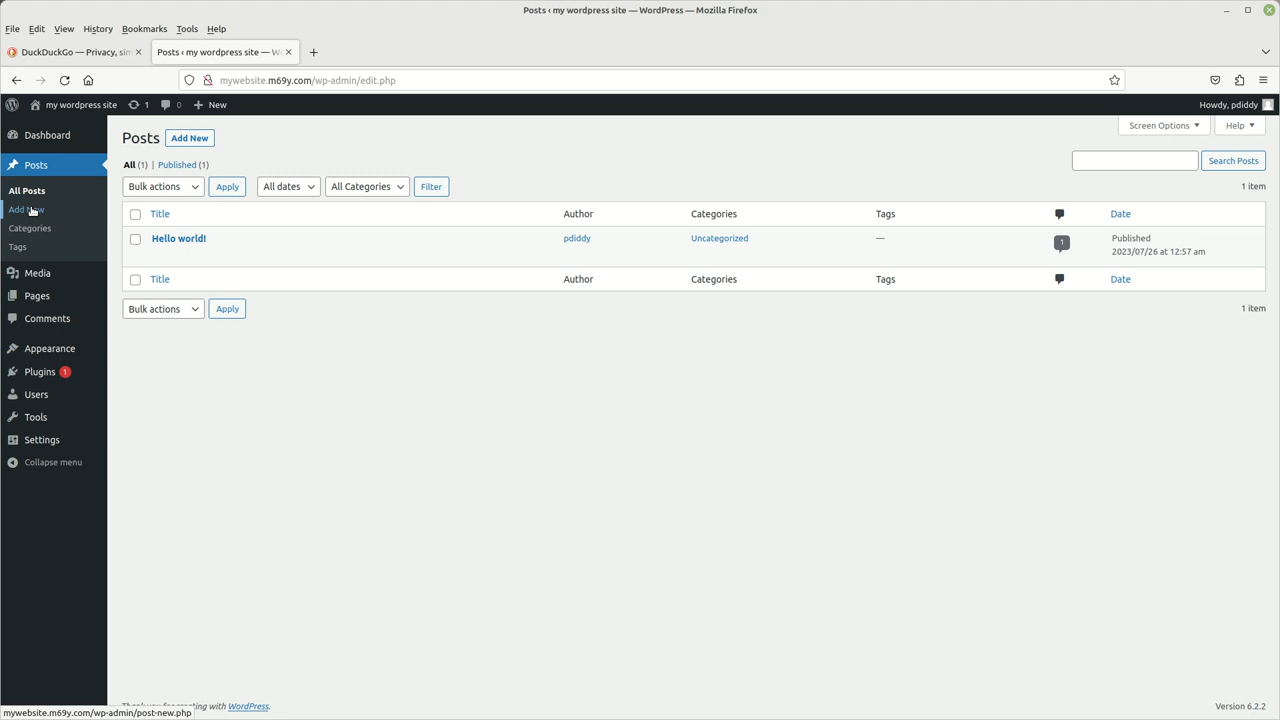 Posts ‹ my wordpress site — WordPress — Mozilla Firefox
File Edit View History Bookmarks Tools Help
DuckDuckGo — Privacy, sim
Posts ‹ my wordpress site — W
mywebsite.m69y.com/wp-admin/edit.php
my wordpress site 1 0 New Howdy, pdiddy
Dashboard
Posts
All Posts
Add New
Categories
Tags
Media
Pages
Comments
Appearance
Plugins 1
Users
Tools
Settings
Collapse menu
Screen Options Help
Posts Add New
All (1) | Published (1)
Search Posts
Bulk actions Apply All dates All Categories Filter 1 item
Title Author Categories Tags Date
Hello world! pdiddy Uncategorized — 1 Published
2023/07/26 at 12:57 am
Title Author Categories Tags Date
Bulk actions Apply 1 item
WordPress. Version 6.2.2
mywebsite.m69y.com/wp-admin/post-new.php